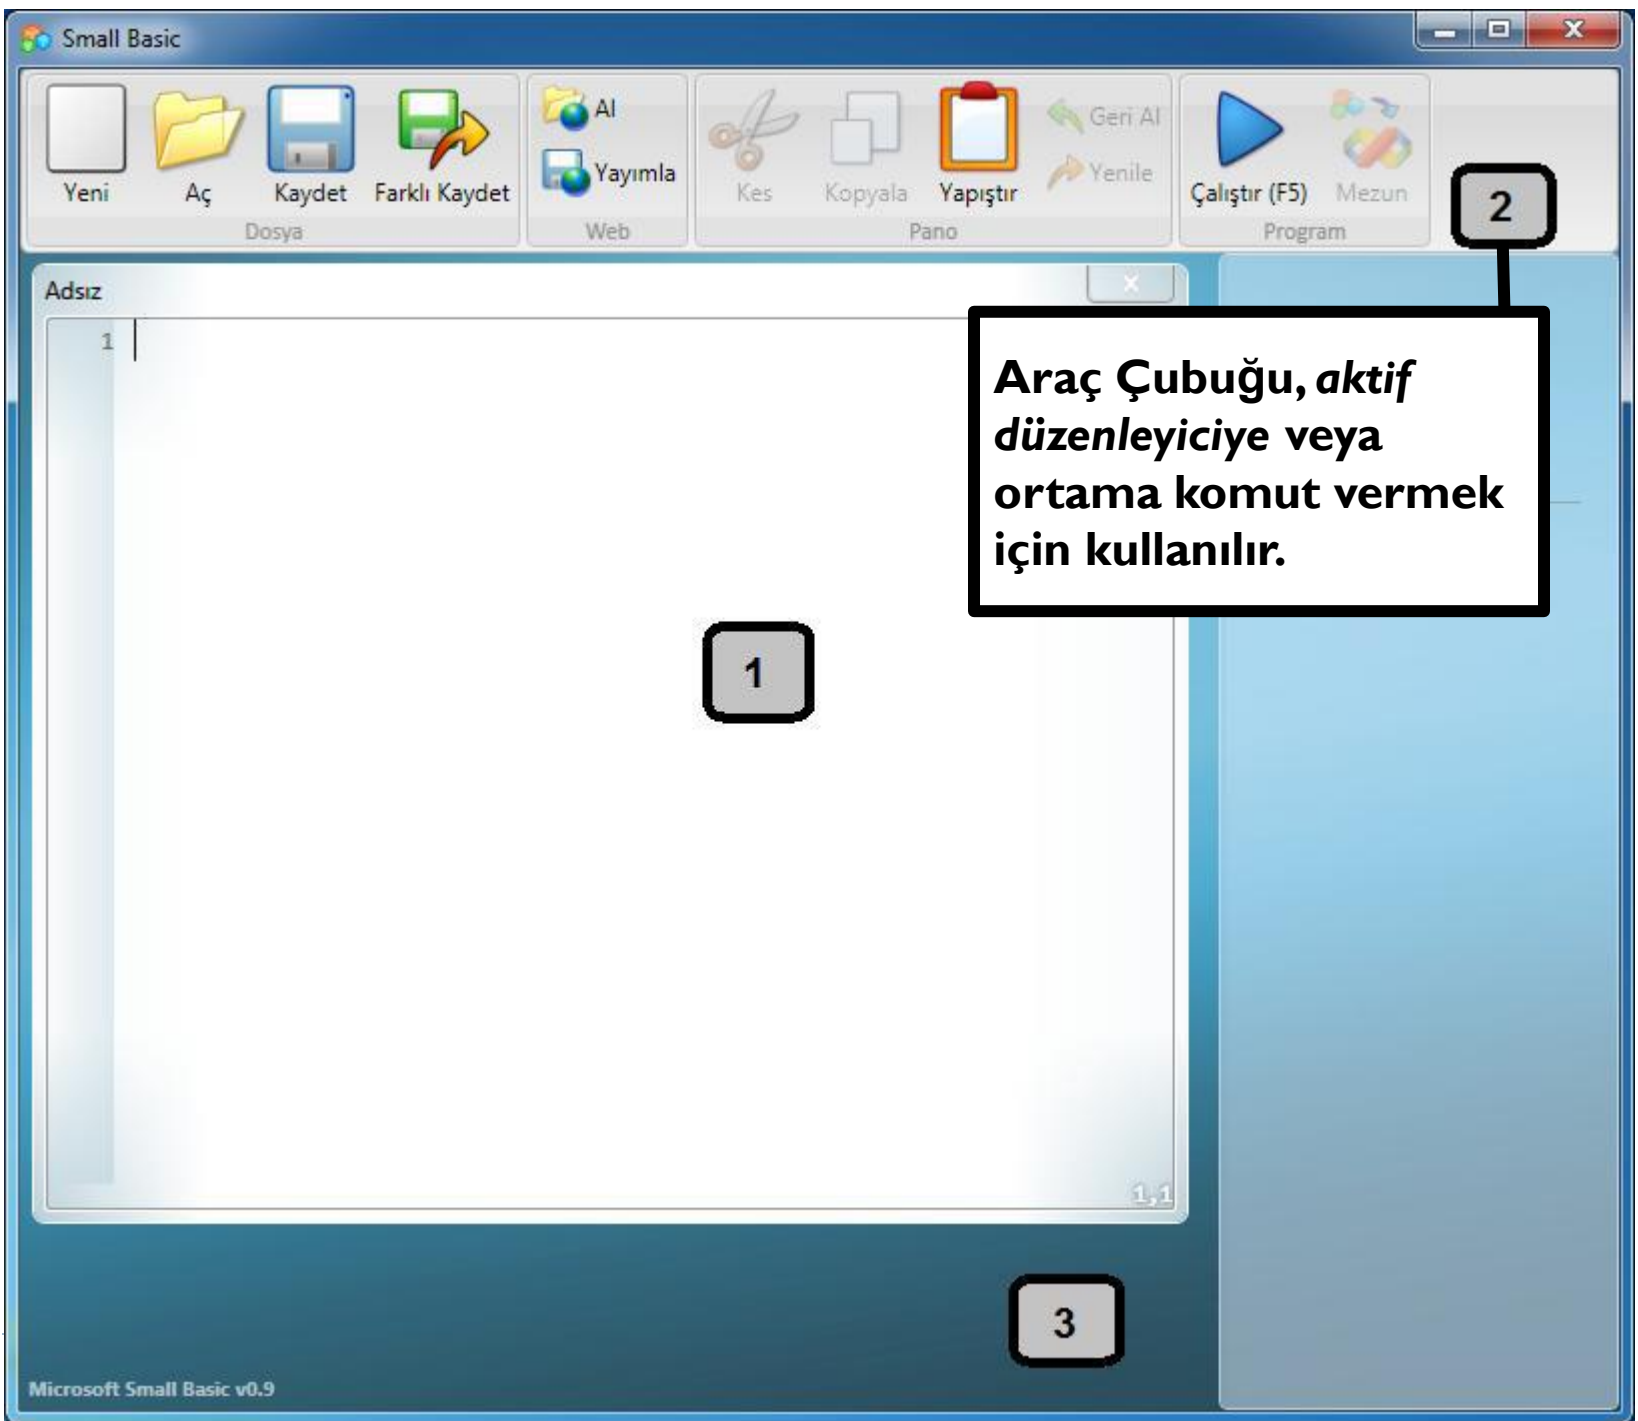 Small Basic
Yeni
Aç
Kaydet
Farklı Kaydet
Dosya
Al
Yayımla
Web
Kes
Kopyala
Yapıştır
Geri Al
Yenile
Pano
Çalıştır (F5)
Mezun
Program
2
Adsız
x
1
Araç Çubuğu, aktif
düzenleyiciye veya
ortama komut vermek
için kullanılır.
1
1,1
3
Microsoft Small Basic v0.9